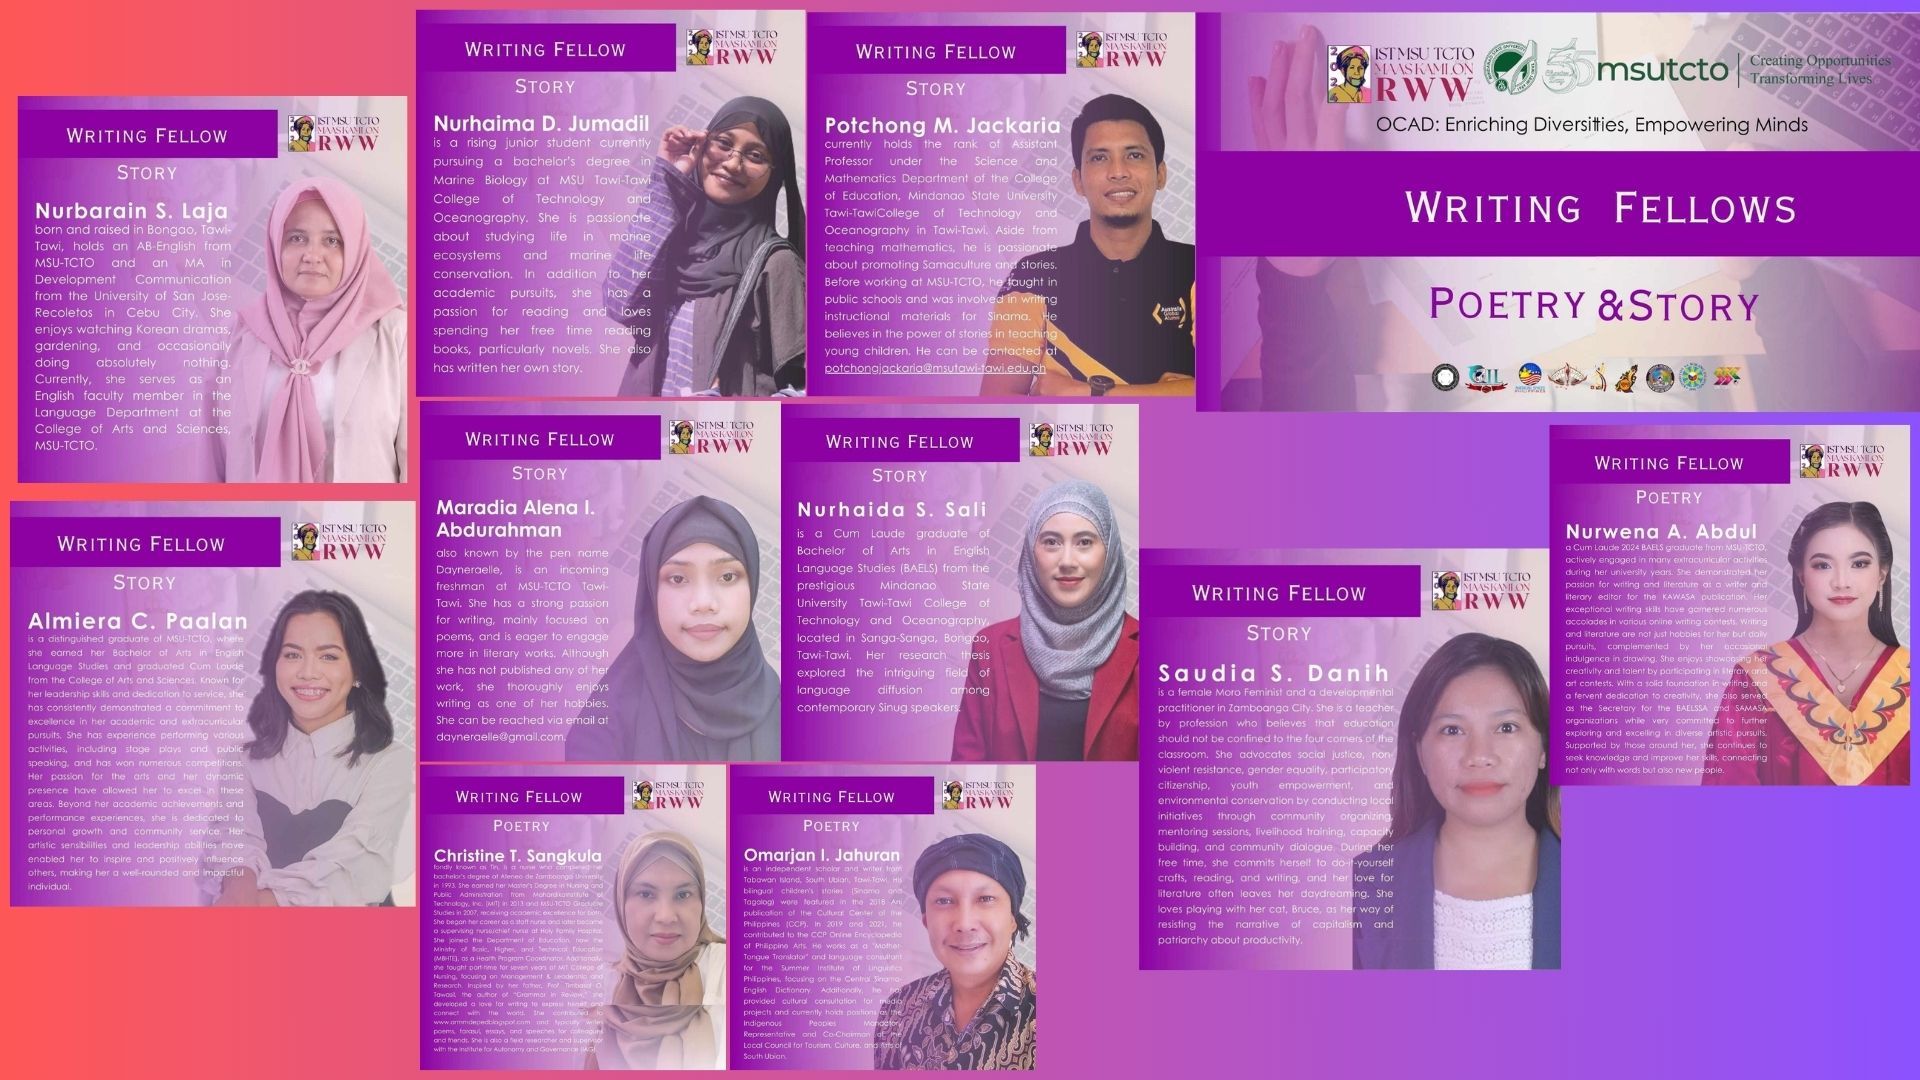 WRITING FELLOW
IST MSU TCTO
MAAS KAMLON
RWW
STORY
Nurbarain S. Laja
born and raised in Bongao, Tawi-
Tawi, holds an AB-English from
MSU-TCTO and an MA in
Development Communication
from the University of San Jose-
Recoletos in Cebu City. She
enjoys watching Korean dramas,
gardening, and occasionally
doing absolutely nothing.
Currently, she serves as an
English faculty member in the
Language Department at the
College of Arts and Sciences,
MSU-TCTO.
WRITING FELLOW
IST MSU TCTO
MAAS KAMLON
RWW
STORY
Nurhaima D. Jumadil
is a rising junior student currently
pursuing a bachelor's degree in
Marine Biology at MSU Tawi-Tawi
College of Technology and
Oceanography. She is passionate
about studying life in marine
ecosystems and marine life
conservation. In addition to her
academic pursuits, she has a
passion for reading and loves
spending her free time reading
books, particularly novels. She also
has written her own story.
WRITING FELLOW
IST MSU TCTO
MAAS KAMLON
RWW
STORY
Potchong M. Jackaria
currently holds the rank of Assistant
Professor under the Science and
Mathematics Department of the College
of Education, Mindanao State University
Tawi-TawiCollege of Technology and
Oceanography in Tawi-Tawi. Aside from
teaching mathematics, he is passionate
about promoting Samaculture and stories.
Before working at MSU-TCTO, he taught in
public schools and was involved in writing
instructional materials for Sinama. He
believes in the power of stories in teaching
young children. He can be contacted at
potchongjackaria@msutawi-tawi.edu.ph
Australia
Global
Alumni
2024
IST MSU TCTO
MAAS KAMLON
RWW
55
msutcto
Creating Opportunities
Transforming Lives
OCAD: Enriching Diversities, Empowering Minds
WRITING FELLOWS
POETRY & STORY
WRITING FELLOW
IST MSU TCTO
MAAS KAMLON
RWW
STORY
Almiera C. Paalan
is a distinguished graduate of MSU-TCTO, where
she earned her Bachelor of Arts in English
Language Studies and graduated Cum Laude
from the College of Arts and Sciences. Known for
her leadership skills and dedication to service, she
has consistently demonstrated a commitment to
excellence in her academic and extracurricular
pursuits. She has experience performing various
activities, including stage plays and public
speaking, and has won numerous competitions.
Her passion for the arts and her dynamic
presence have allowed her to excel in these
areas. Beyond her academic achievements and
performance experiences, she is dedicated to
personal growth and community service. Her
artistic sensibilities and leadership abilities have
enabled her to inspire and positively influence
others, making her a well-rounded and impactful
individual.
WRITING FELLOW
IST MSU TCTO
MAAS KAMLON
RWW
STORY
Maradia Alena I.
Abdurahman
also known by the pen name
Dayneraelle, is an incoming
freshman at MSU-TCTO Tawi-
Tawi. She has a strong passion
for writing, mainly focused on
poems, and is eager to engage
more in literary works. Although
she has not published any of her
work, she thoroughly enjoys
writing as one of her hobbies.
She can be reached via email at
dayneraelle@gmail.com.
WRITING FELLOW
IST MSU TCTO
MAAS KAMLON
RWW
STORY
Nurhaida S. Sali
is a Cum Laude graduate of
Bachelor of Arts in English
Language Studies (BAELS) from the
prestigious Mindanao State
University Tawi-Tawi College of
Technology and Oceanography,
located in Sanga-Sanga, Bongao,
Tawi-Tawi. Her research thesis
explored the intriguing field of
language diffusion among
contemporary Sinug speakers.
WRITING FELLOW
IST MSU TCTO
MAAS KAMLON
RWW
STORY
Saudia S. Danih
is a female Moro Feminist and a developmental
practitioner in Zamboanga City. She is a teacher
by profession who believes that education
should not be confined to the four corners of the
classroom. She advocates social justice, non-
violent resistance, gender equality, participatory
citizenship, youth empowerment, and
environmental conservation by conducting local
initiatives through community organizing,
mentoring sessions, livelihood training, capacity
building, and community dialogue. During her
free time, she commits herself to do-it-yourself
crafts, reading, and writing, and her love for
literature often leaves her daydreaming. She
loves playing with her cat, Bruce, as her way of
resisting the narrative of capitalism and
patriarchy about productivity.
WRITING FELLOW
IST MSU TCTO
MAAS KAMLON
RWW
POETRY
Nurwena A. Abdul
a Cum Laude 2024 BAELS graduate from MSU-TCTO,
actively engaged in many extracurricular activities
during her university years. She demonstrated her
passion for writing and literature as a writer and
literary editor for the KAWASA publication. Her
exceptional writing skills have garnered numerous
accolades in various online writing contests. Writing
and literature are not just hobbies for her but daily
pursuits, complemented by her occasional
indulgence in drawing. She enjoys showcasing her
creativity and talent by participating in literary and
art contests. With a solid foundation in writing and
a fervent dedication to creativity, she also served
as the Secretary for the BAELSSA and SAMASA
organizations while very committed to further
exploring and excelling in diverse artistic pursuits.
Supported by those around her, she continues to
seek knowledge and improve her skills, connecting
not only with words but also new people.
WRITING FELLOW
IST MSU TCTO
MAAS KAMLON
RWW
POETRY
Christine T. Sangkula
fondly known as Tin, is a nurse who completed her
bachelor's degree at Ateneo de Zamboanga University
in 1993. She earned her Master's Degree in Nursing and
Public Administration from Mahardika Institute of
Technology, Inc. (MIT) in 2013 and MSU-TCTO Graduate
Studies in 2007, receiving academic excellence for both.
She began her career as a staff nurse and later became
a supervising nurse/chief nurse at Holy Family Hospital.
She joined the Department of Education, now the
Ministry of Basic, Higher, and Technical Education
(MBHTE), as a Health Program Coordinator. Additionally,
she taught part-time for seven years at MIT College of
Nursing, focusing on Management & Leadership and
Research. Inspired by her father, Prof. O.
Tawasil, the author of "Grammar in Review," she
developed a love for writing to express herself and
connect with the world. She contributed to
www.armmdepedblogspot.com and typically writes
poems, tarasul, essays, and speeches for colleagues
and friends. She is also a field researcher and supervisor
with the Institute for Autonomy and Governance (IAG).
WRITING FELLOW
IST MSU TCTO
MAAS KAMLON
RWW
POETRY
Omarjan I. Jahuran
is an independent scholar and writer from
Tabawan Island, South Ubian, Tawi-Tawi. His
bilingual children's stories (Sinama and
Tagalog) were featured in the 2018 Ani
publication of the Cultural Center of the
Philippines (CCP). In 2019 and 2021, he
contributed to the CCP Online Encyclopedia
of Philippine Arts. He works as a "Mother-
Tongue Translator" and language consultant
for the Summer Institute of Linguistics
Philippines, focusing on the Central Sinama-
English Dictionary. Additionally, he has
provided cultural consultation for media
projects and currently holds positions as the
Indigenous Peoples Mandatory
Representative and Co-Chairman of the
Local Council for Tourism, Culture, and Arts of
South Ubian.